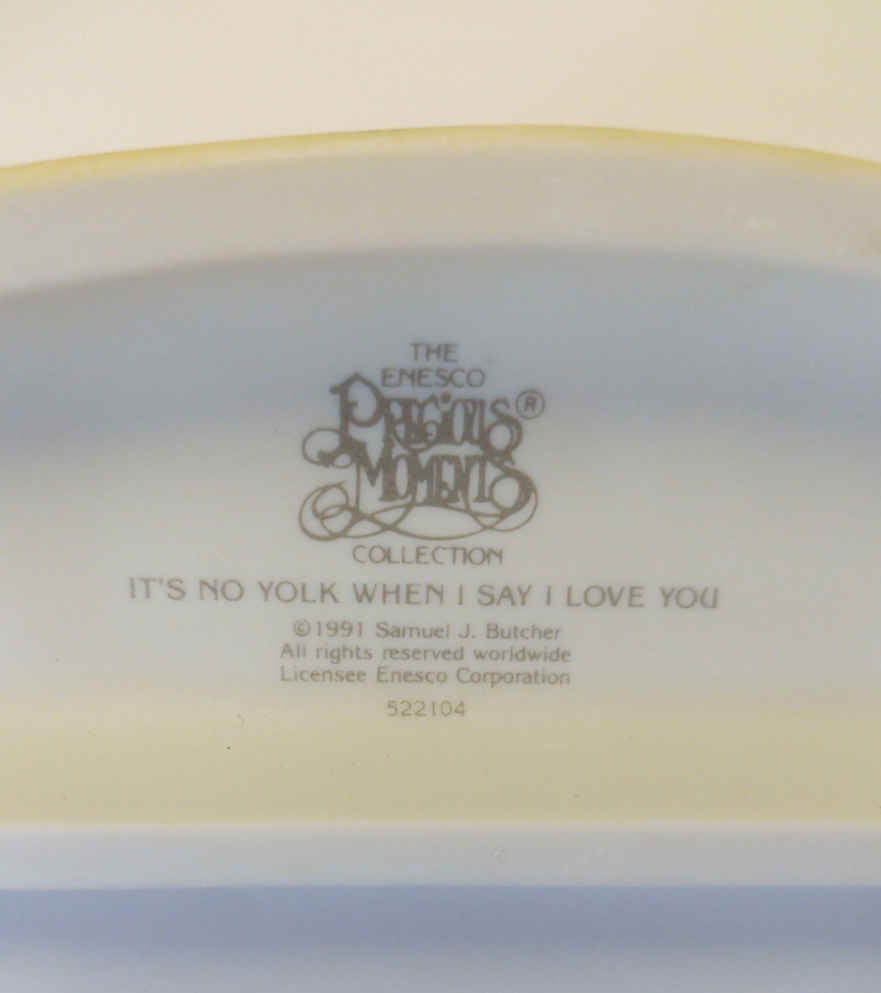 THE
ENESCO
PRECIOUS®
MOMENTS
COLLECTION
IT'S NO YOLK WHEN I SAY I LOVE YOU
©1991 Samuel J. Butcher
All rights reserved worldwide
Licensee Enesco Corporation
522104